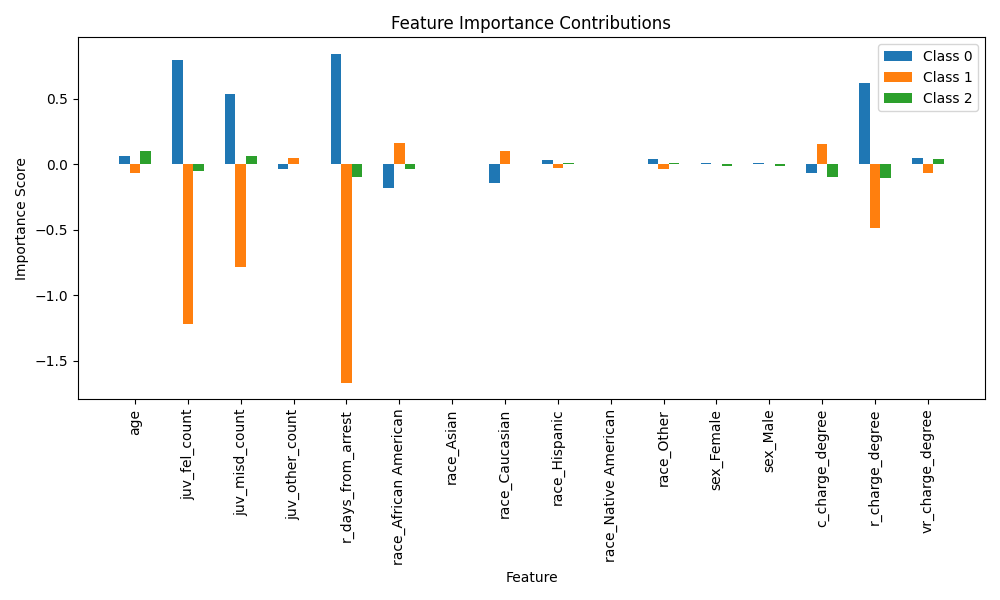 Feature Importance Contributions
Class 0
Class 1
Class 2
Importance Score
0.5
0.0
−0.5
−1.0
−1.5
age
juv_fel_count
juv_misd_count
juv_other_count
r_days_from_arrest
race_African American
race_Asian
race_Caucasian
race_Hispanic
race_Native American
race_Other
sex_Female
sex_Male
c_charge_degree
r_charge_degree
vr_charge_degree
Feature